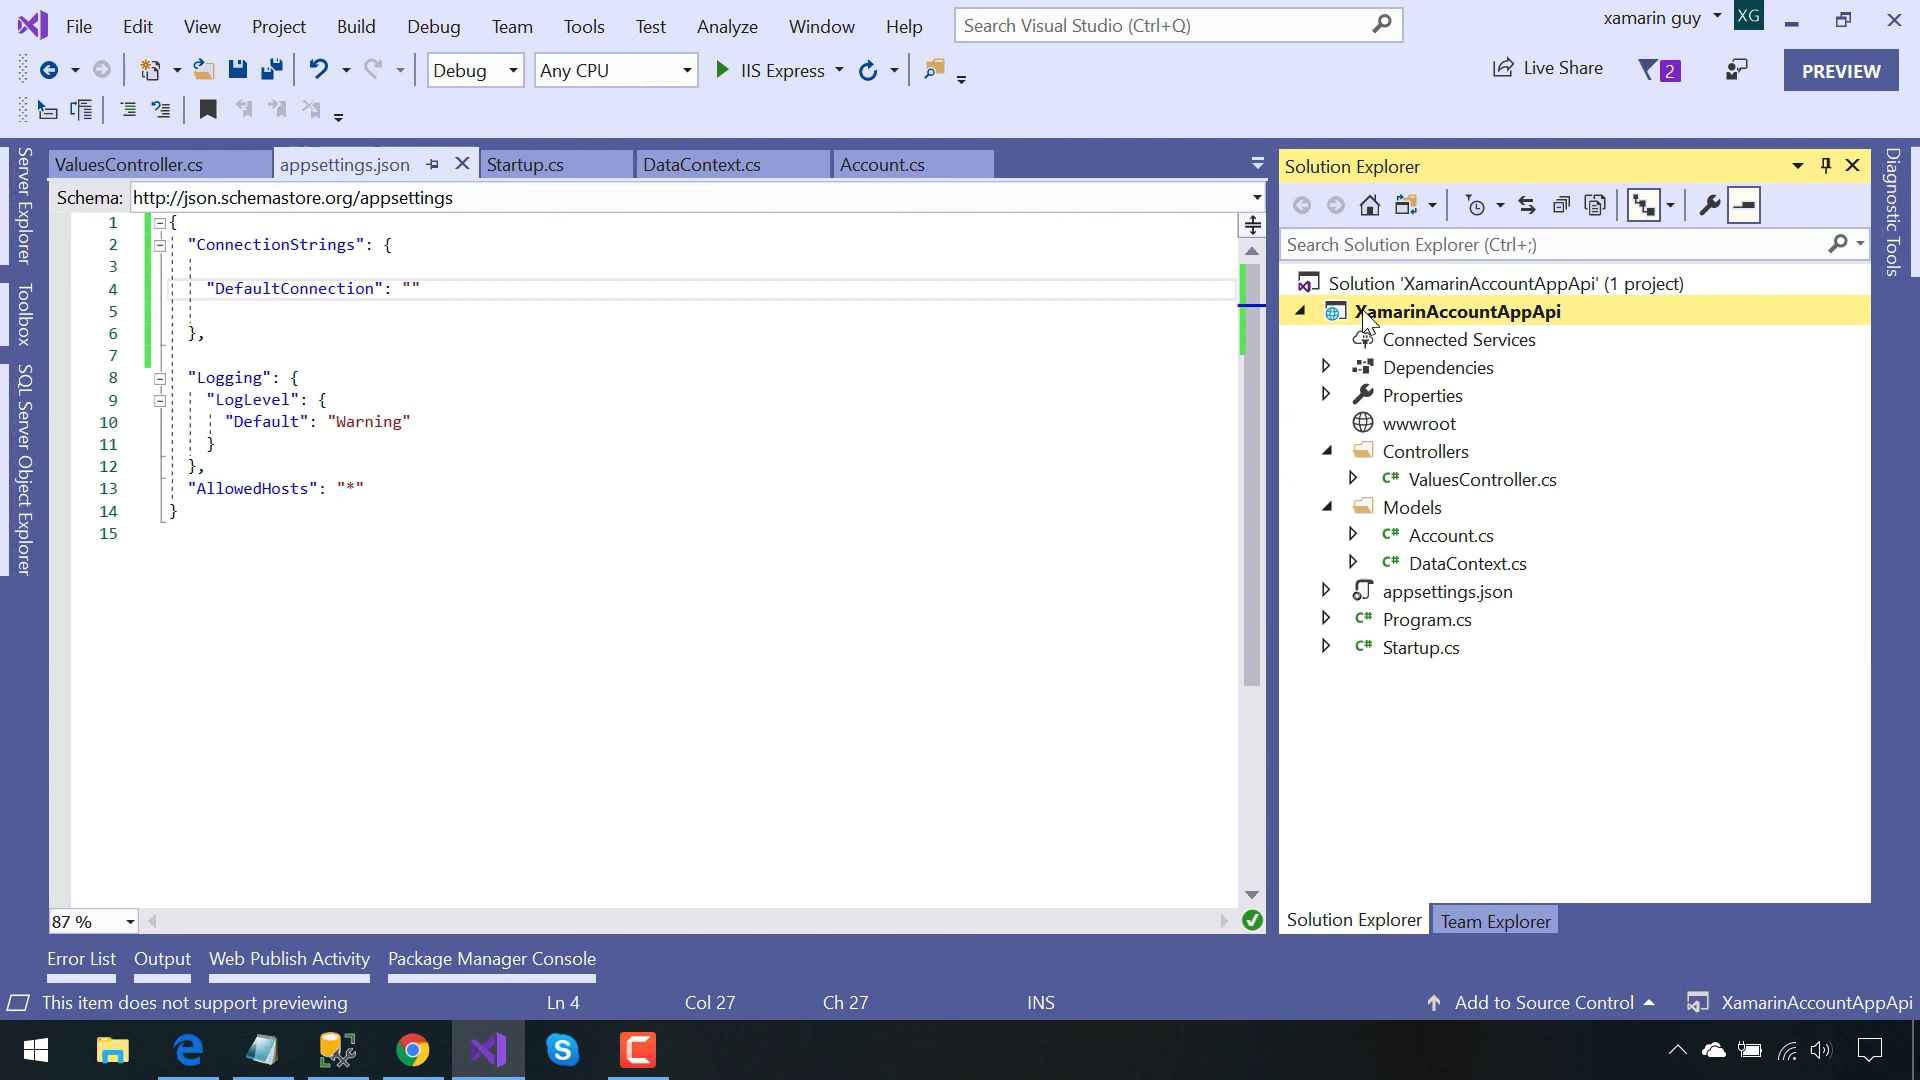 File Edit View Project Build Debug Team Tools Test Analyze Window Help Search Visual Studio (Ctrl+Q) xamarin guy XG
Debug Any CPU IIS Express Live Share 2 PREVIEW
Server Explorer
Toolbox
SQL Server Object Explorer
ValuesController.cs appsettings.json Startup.cs DataContext.cs Account.cs
Schema: http://json.schemastore.org/appsettings
1 {
2 "ConnectionStrings": {
3
4 "DefaultConnection": ""
5
6 },
7
8 "Logging": {
9 "LogLevel": {
10 "Default": "Warning"
11 }
12 },
13 "AllowedHosts": "*"
14 }
15
87 %
Solution Explorer
Search Solution Explorer (Ctrl+;)
Solution 'XamarinAccountAppApi' (1 project)
XamarinAccountAppApi
Connected Services
Dependencies
Properties
wwwroot
Controllers
C# ValuesController.cs
Models
C# Account.cs
C# DataContext.cs
appsettings.json
C# Program.cs
C# Startup.cs
Solution Explorer Team Explorer
Diagnostic Tools
Error List Output Web Publish Activity Package Manager Console
This item does not support previewing Ln 4 Col 27 Ch 27 INS Add to Source Control XamarinAccountAppApi